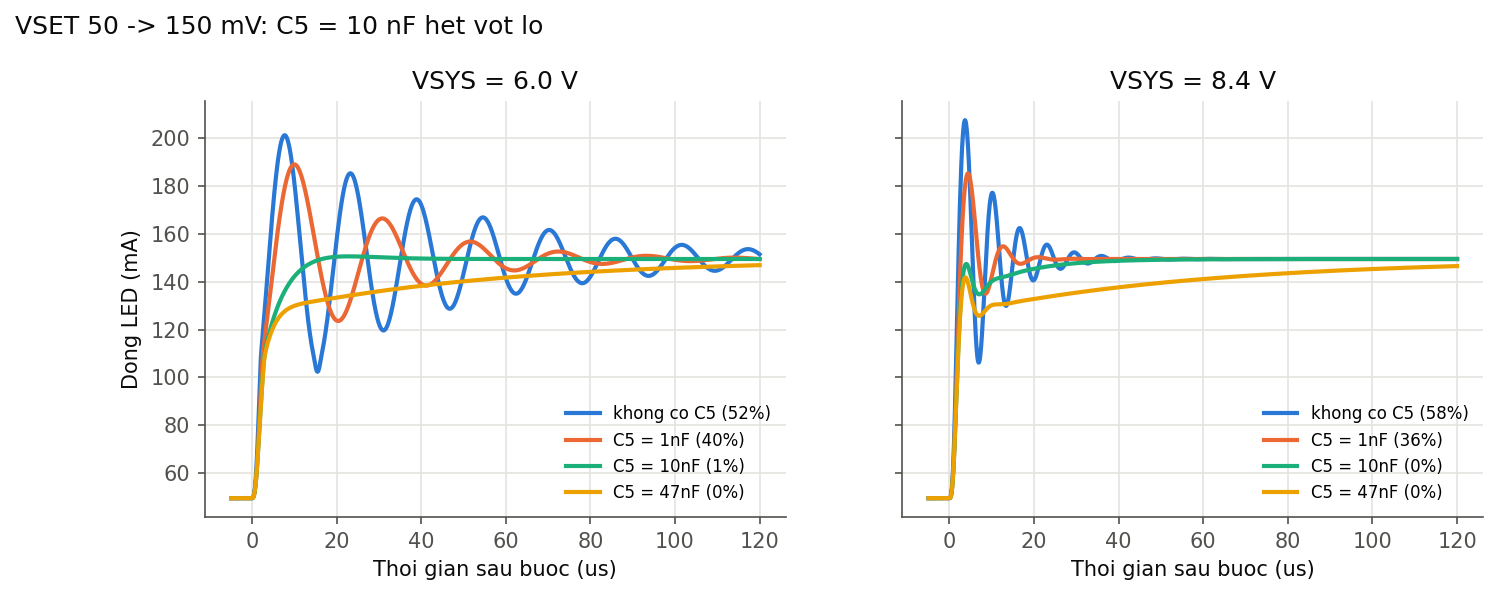 VSET 50 -> 150 mV: C5 = 10 nF het vot lo
VSYS = 6.0 V
Dong LED (mA)
200
180
160
140
120
100
80
60
khong co C5 (52%)
C5 = 1nF (40%)
C5 = 10nF (1%)
C5 = 47nF (0%)
0 20 40 60 80 100 120
Thoi gian sau buoc (us)
VSYS = 8.4 V
khong co C5 (58%)
C5 = 1nF (36%)
C5 = 10nF (0%)
C5 = 47nF (0%)
0 20 40 60 80 100 120
Thoi gian sau buoc (us)